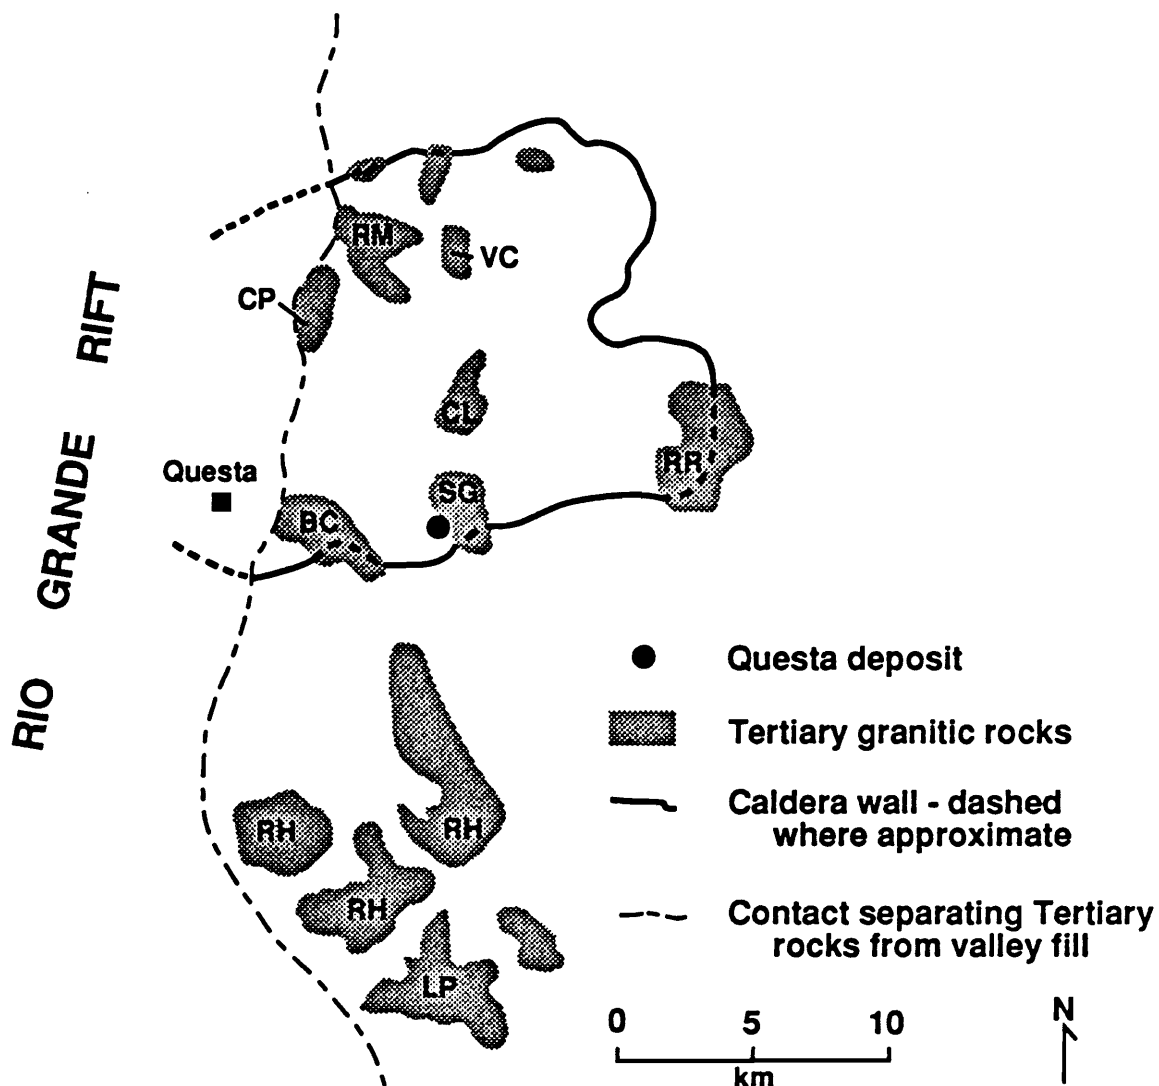 RM
VC
CP
RIO GRANDE RIFT
CL
Questa
RR
SG
BC
Questa deposit
Tertiary granitic rocks
Caldera wall - dashed
where approximate
RH
RH
RH
Contact separating Tertiary
rocks from valley fill
LP
N
0 5 10
km